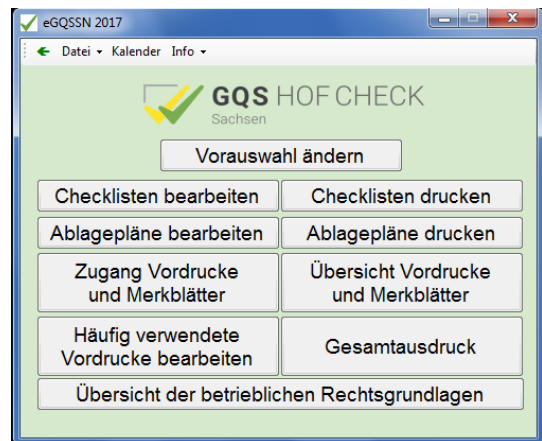 eGQSSN 2017
Datei Kalender Info
GQS HOF CHECK
Sachsen
Vorauswahl ändern
Checklisten bearbeiten
Checklisten drucken
Ablagepläne bearbeiten
Ablagepläne drucken
Zugang Vordrucke
und Merkblätter
Übersicht Vordrucke
und Merkblätter
Häufig verwendete
Vordrucke bearbeiten
Gesamtausdruck
Übersicht der betrieblichen Rechtsgrundlagen